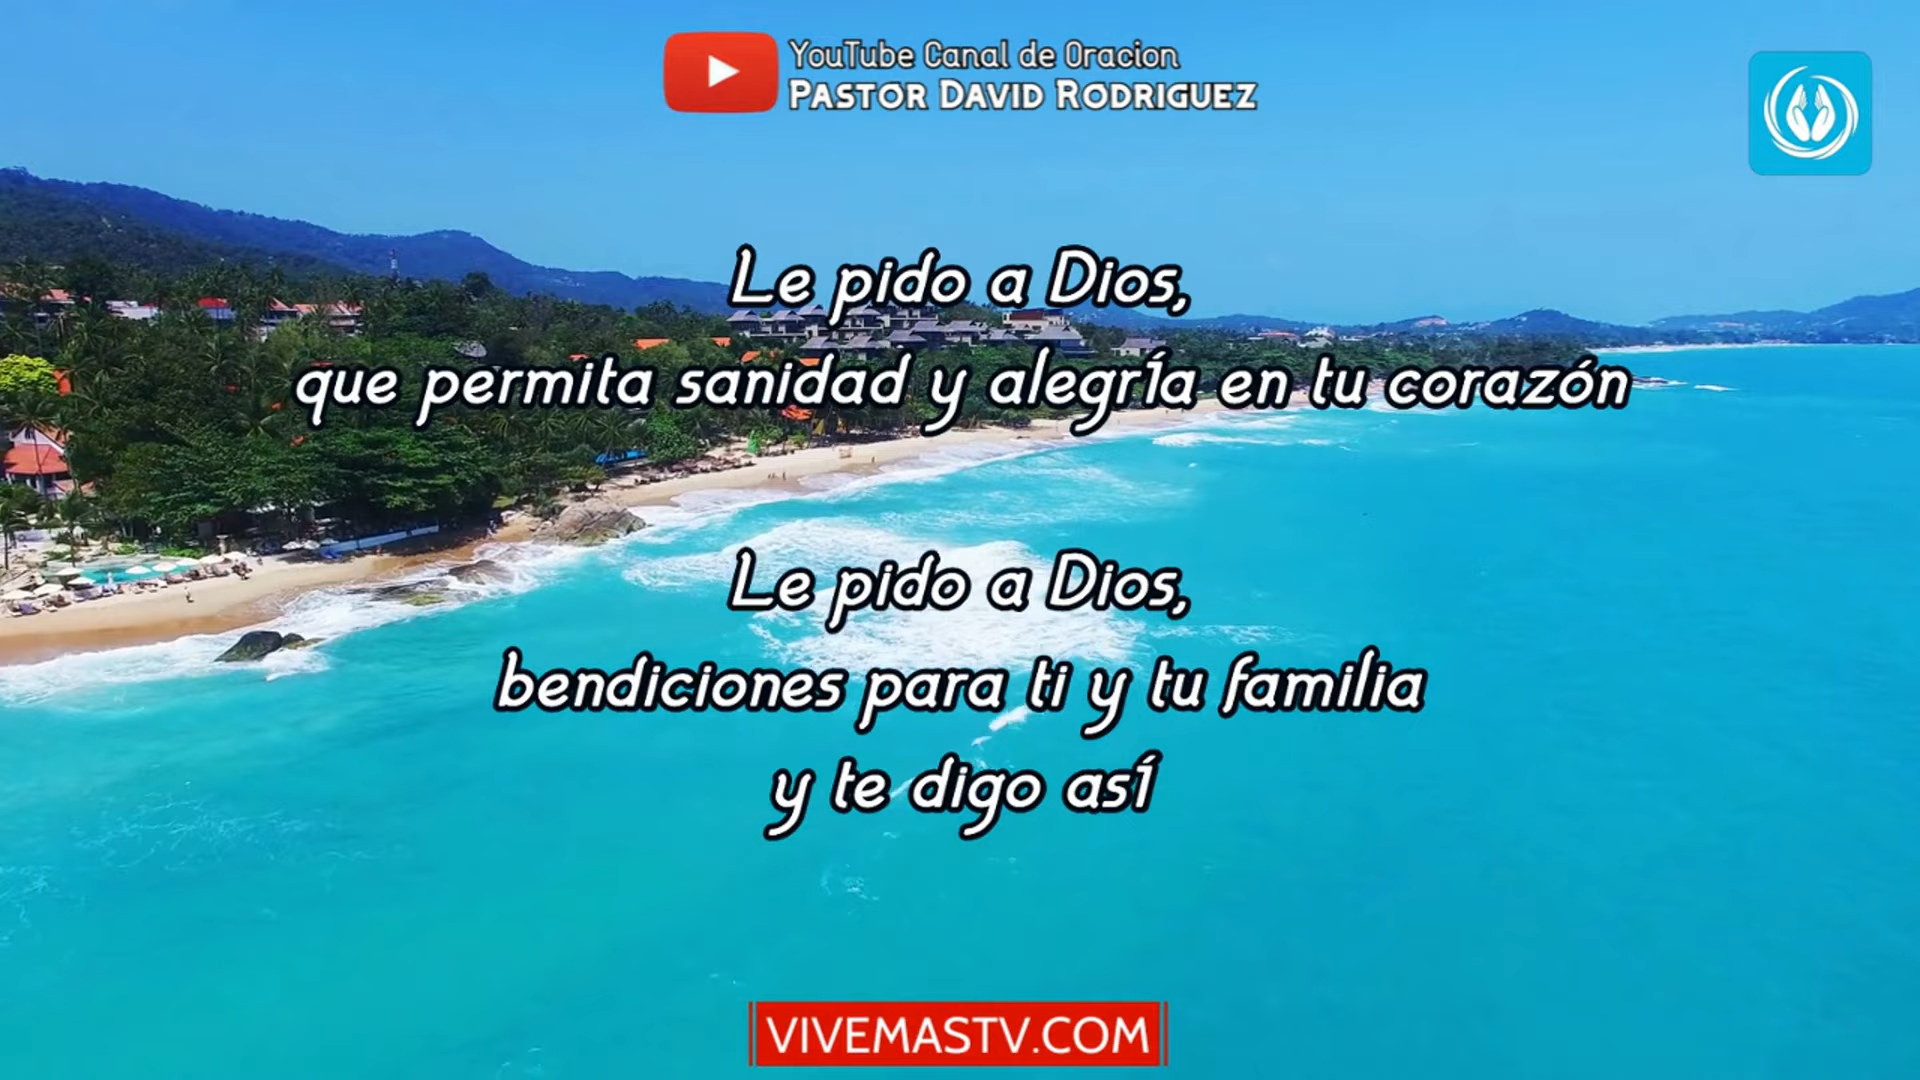 YouTube Canal de Oracion
PASTOR DAVID RODRIGUEZ
Le pido a Dios,
que permita sanidad y alegría en tu corazón
Le pido a Dios,
bendiciones para ti y tu familia
y te digo así
VIVEMASTV.COM